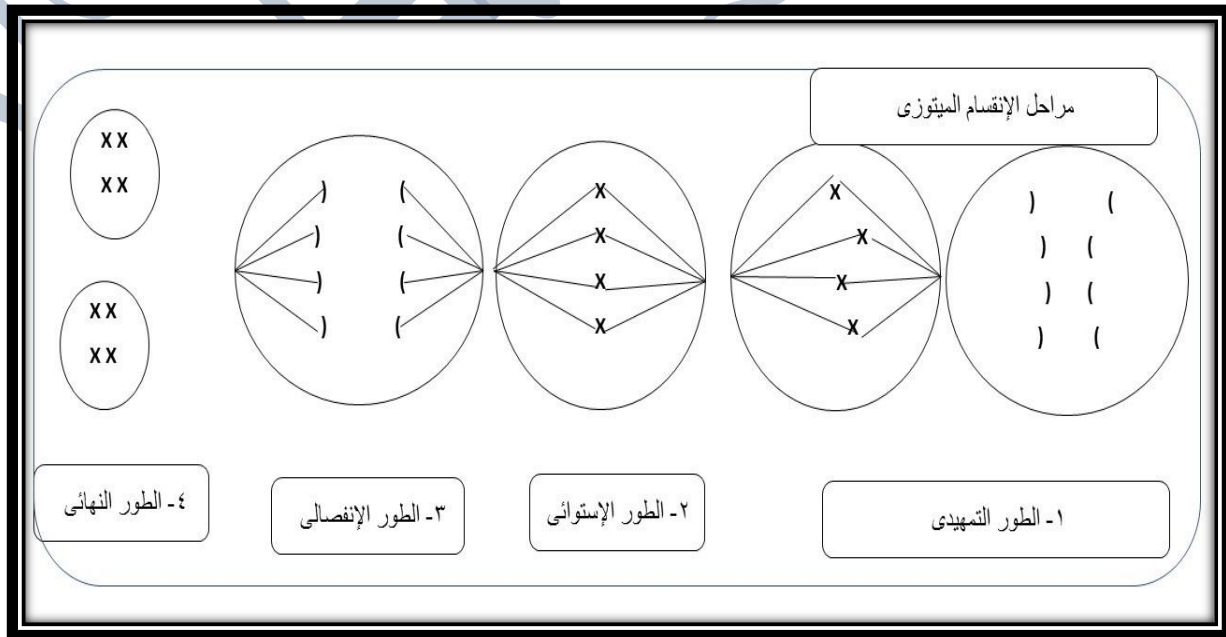 مراحل الإنقسام الميتوزى
) (
X
X X
) (
X
X X
) (
) (
X
X
) (
X X
) (
X
X
) (
X X
) (
X
X
) (
١- الطور التمهيدى
٢- الطور الإستوائى
٣- الطور الإنفصالى
٤- الطور النهائى